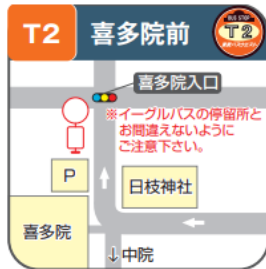 T2 喜多院前
BUS STOP
T2
喜多院入口
※イーグルバスの停留所と
お間違えないように
ご注意下さい。
P
日枝神社
喜多院
↓中院